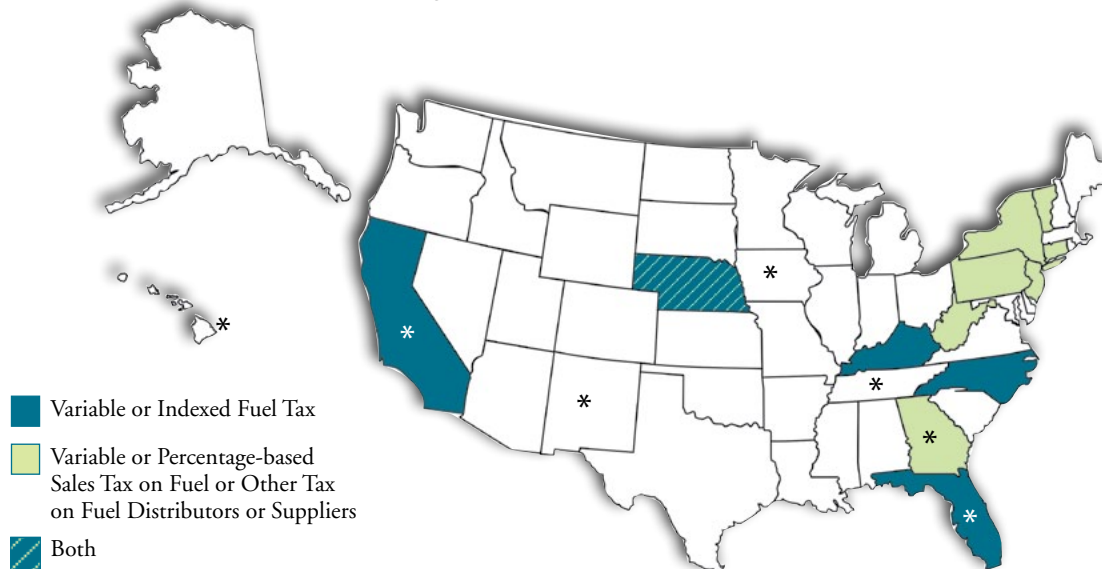 *
*
*
*
*
*
*
Variable or Indexed Fuel Tax
Variable or Percentage-based
Sales Tax on Fuel or Other Tax
on Fuel Distributors or Suppliers
Both